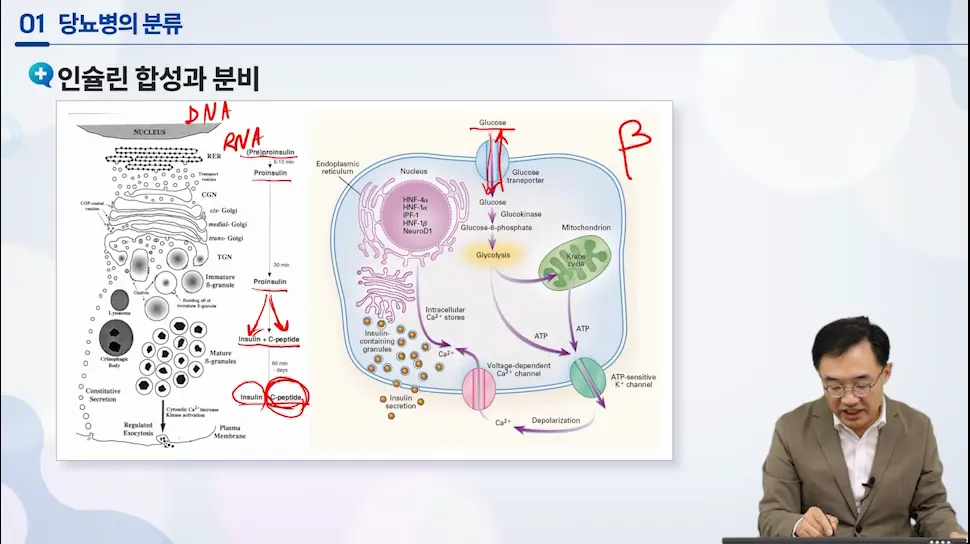 01 당뇨병의 분류
인슐린 합성과 분비
DNA
RNA
NUCLEUS
RER
(Pre)proinsulin
5-10 min
Transport
vesicles
Proinsulin
CGN
COP-coated
vesicles
cis- Golgi
medial- Golgi
trans- Golgi
TGN
30 min
Immature
ß-granule
Proinsulin
Clathrin
Budding off of
immature ß-granule
Lysosome
Insulin + C-peptide
Crinophagic
Body
Mature
ß-granules
60 min
- days
Insulin
C-peptide
Constitutive
Secretion
Cytosolic Ca²⁺increase
Kinase activation
Regulated
Exocytosis
Plasma
Membrane
Glucose
β
Endoplasmic
reticulum
Nucleus
Glucose
transporter
HNF-4α
HNF-1α
IPF-1
HNF-1β
NeuroD1
Glucose
Glucokinase
Glucose-6-phosphate
Mitochondrion
Glycolysis
Krebs
cycle
Intracellular
Ca²⁺ stores
ATP
ATP
Insulin-
containing
granules
Ca²⁺
Voltage-dependent
Ca²⁺ channel
ATP-sensitive
K⁺ channel
Insulin
secretion
Ca²⁺
Depolarization